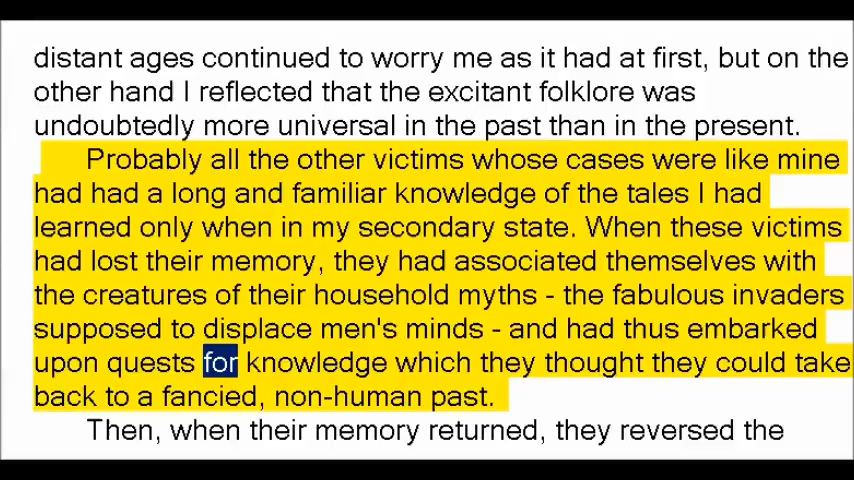 distant ages continued to worry me as it had at first, but on the
other hand I reflected that the excitant folklore was
undoubtedly more universal in the past than in the present.
Probably all the other victims whose cases were like mine
had had a long and familiar knowledge of the tales I had
learned only when in my secondary state. When these victims
had lost their memory, they had associated themselves with
the creatures of their household myths - the fabulous invaders
supposed to displace men's minds - and had thus embarked
upon quests for knowledge which they thought they could take
back to a fancied, non-human past.
Then, when their memory returned, they reversed the